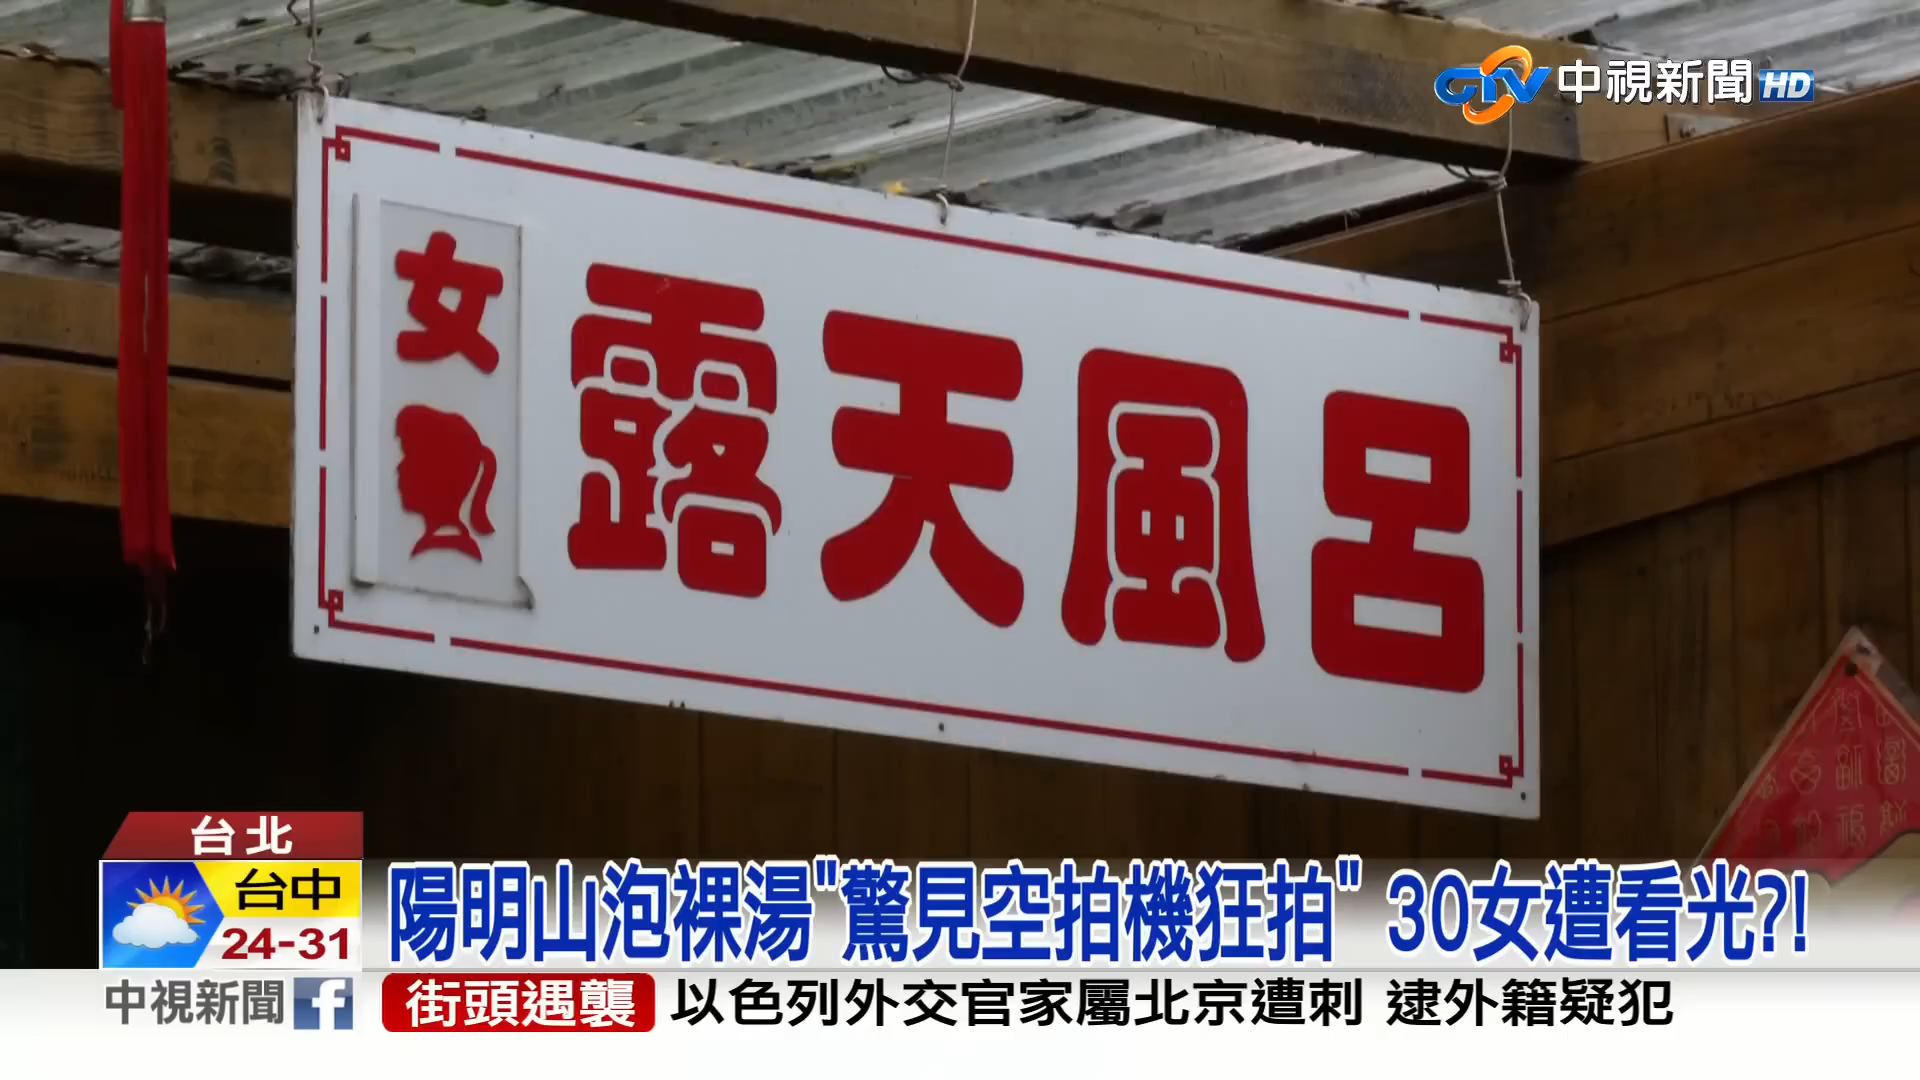 CTV中視新聞HD
女 露天風呂
台北
台中
24-31
陽明山泡裸湯"驚見空拍機狂拍" 30女遭看光?!
中視新聞 f
街頭遇襲 以色列外交官家屬北京遭刺 逮外籍疑犯